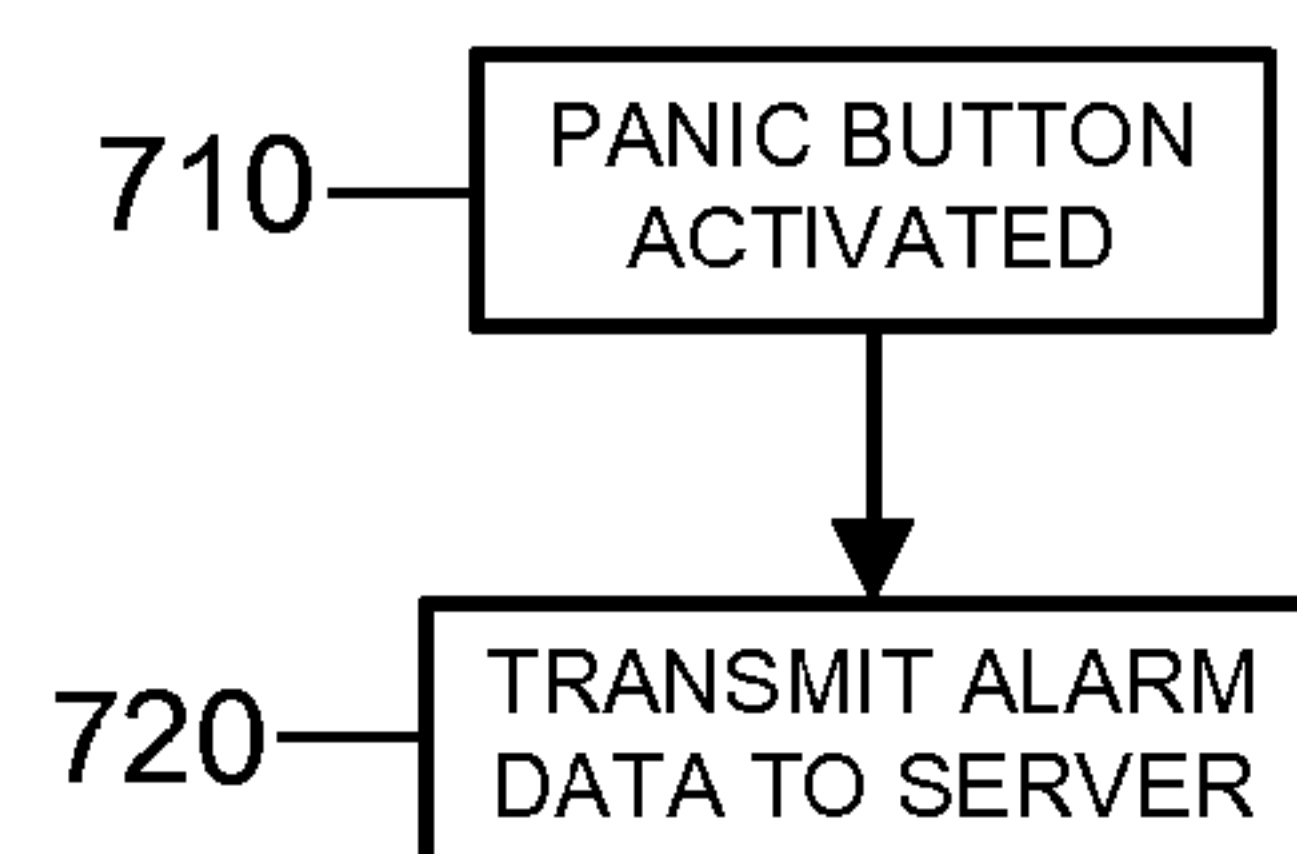 710
PANIC BUTTON
ACTIVATED
720
TRANSMIT ALARM
DATA TO SERVER